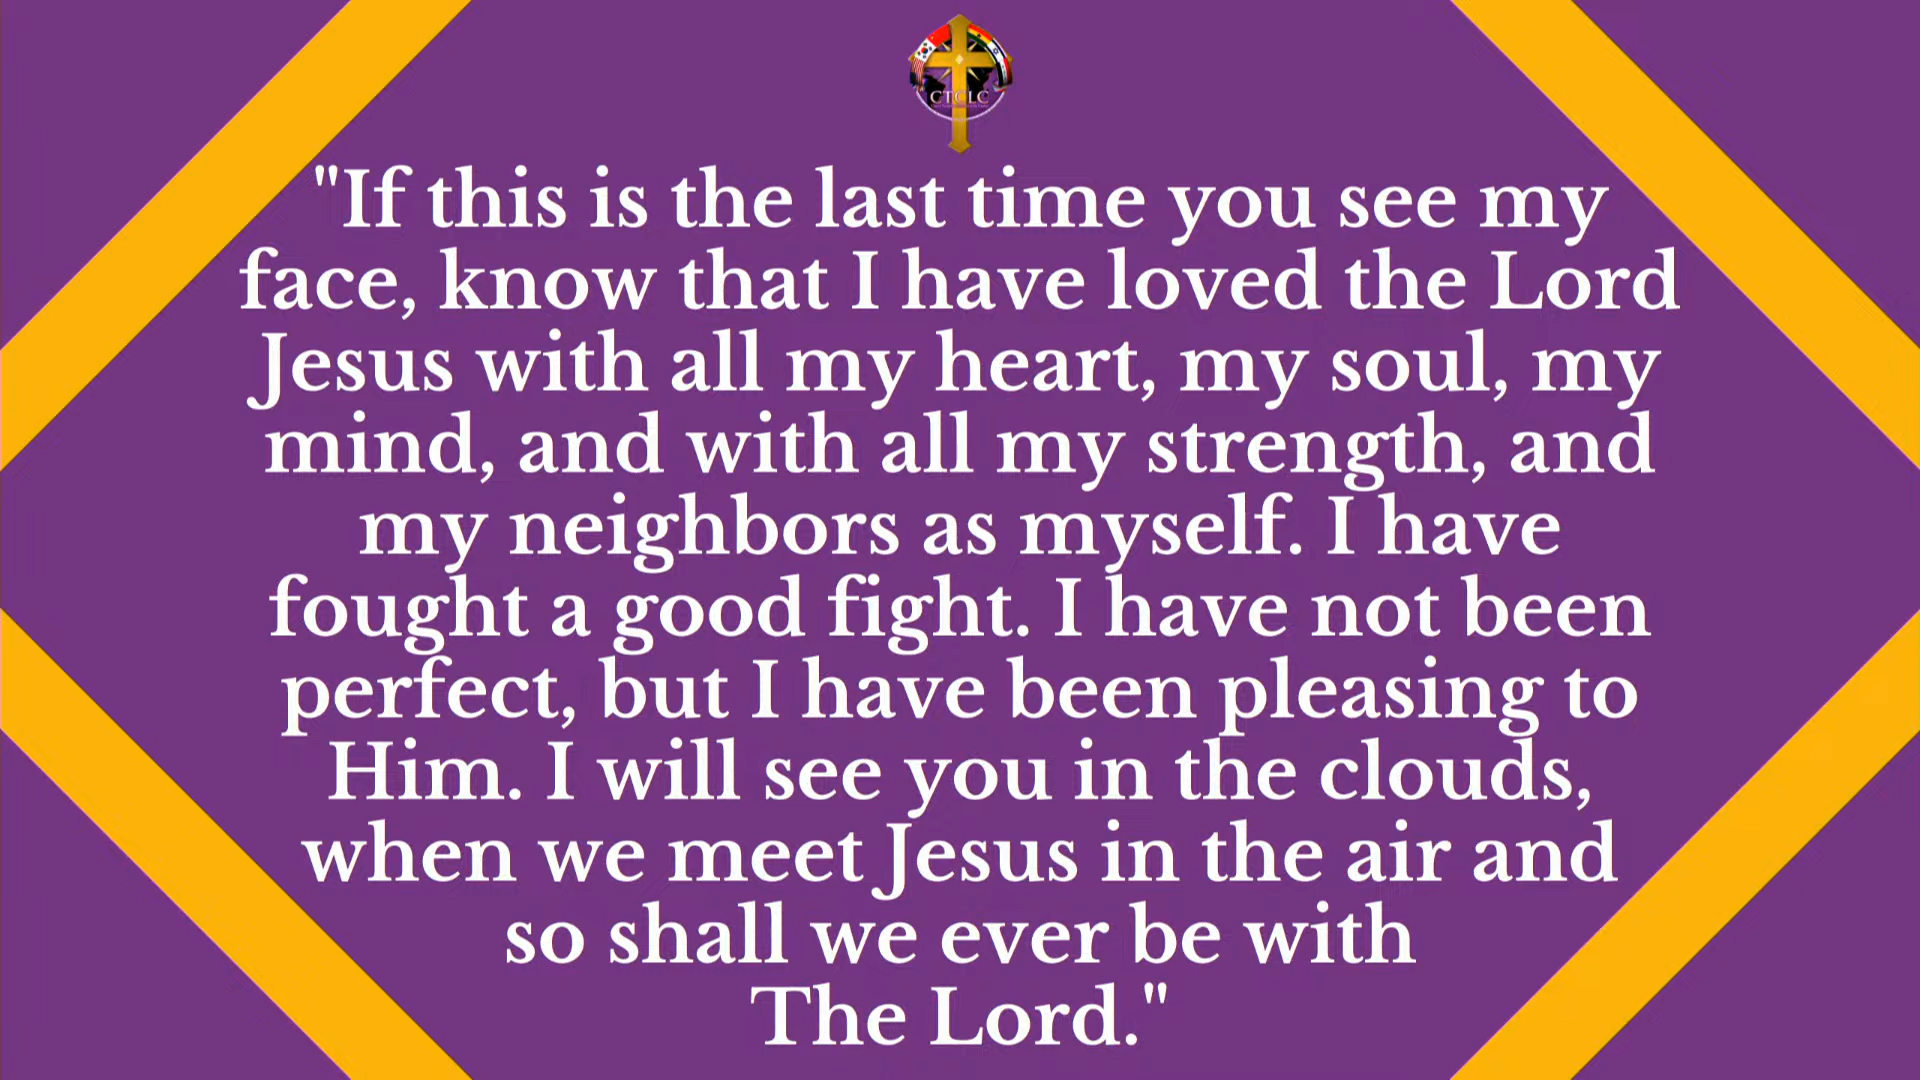 CTCLC
"If this is the last time you see my
face, know that I have loved the Lord
Jesus with all my heart, my soul, my
mind, and with all my strength, and
my neighbors as myself. I have
fought a good fight. I have not been
perfect, but I have been pleasing to
Him. I will see you in the clouds,
when we meet Jesus in the air and
so shall we ever be with
The Lord."